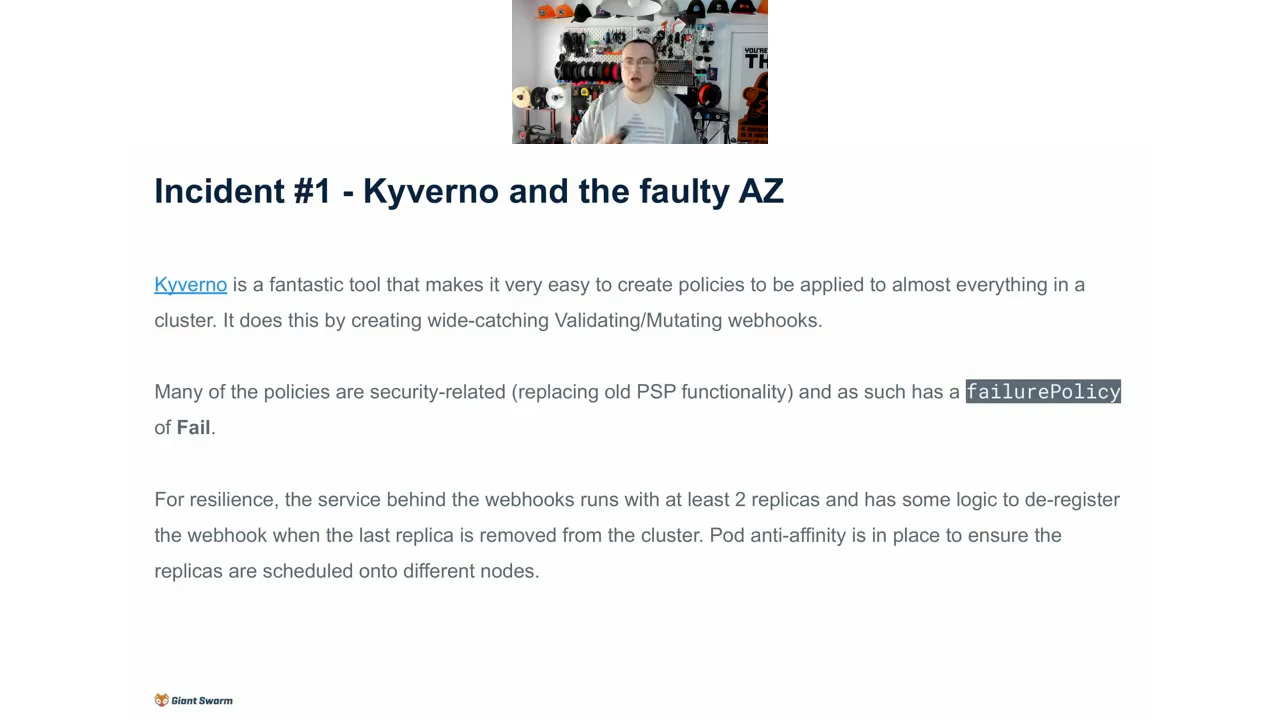 YOU'RE
TH
Incident #1 - Kyverno and the faulty AZ
Kyverno is a fantastic tool that makes it very easy to create policies to be applied to almost everything in a
cluster. It does this by creating wide-catching Validating/Mutating webhooks.
Many of the policies are security-related (replacing old PSP functionality) and as such has a failurePolicy
of Fail.
For resilience, the service behind the webhooks runs with at least 2 replicas and has some logic to de-register
the webhook when the last replica is removed from the cluster. Pod anti-affinity is in place to ensure the
replicas are scheduled onto different nodes.
Giant Swarm